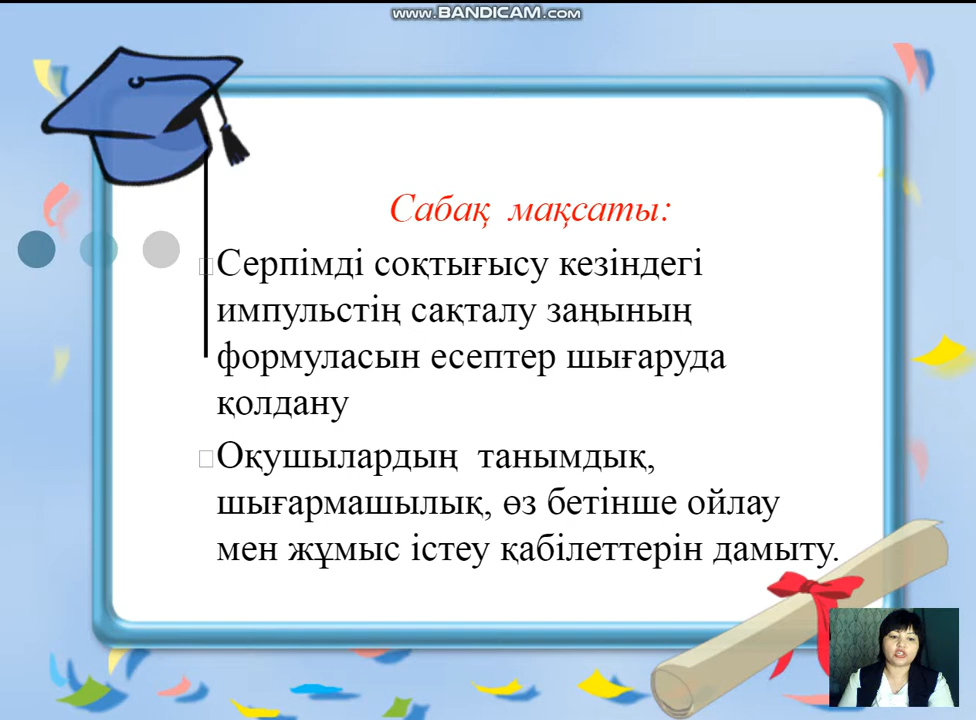 www.BANDICAM.com
Сабақ мақсаты:
Серпімді соқтығысу кезіндегі
импульстің сақталу заңының
формуласын есептер шығаруда
қолдану
Оқушылардың танымдық,
шығармашылық, өз бетінше ойлау
мен жұмыс істеу қабілеттерін дамыту.